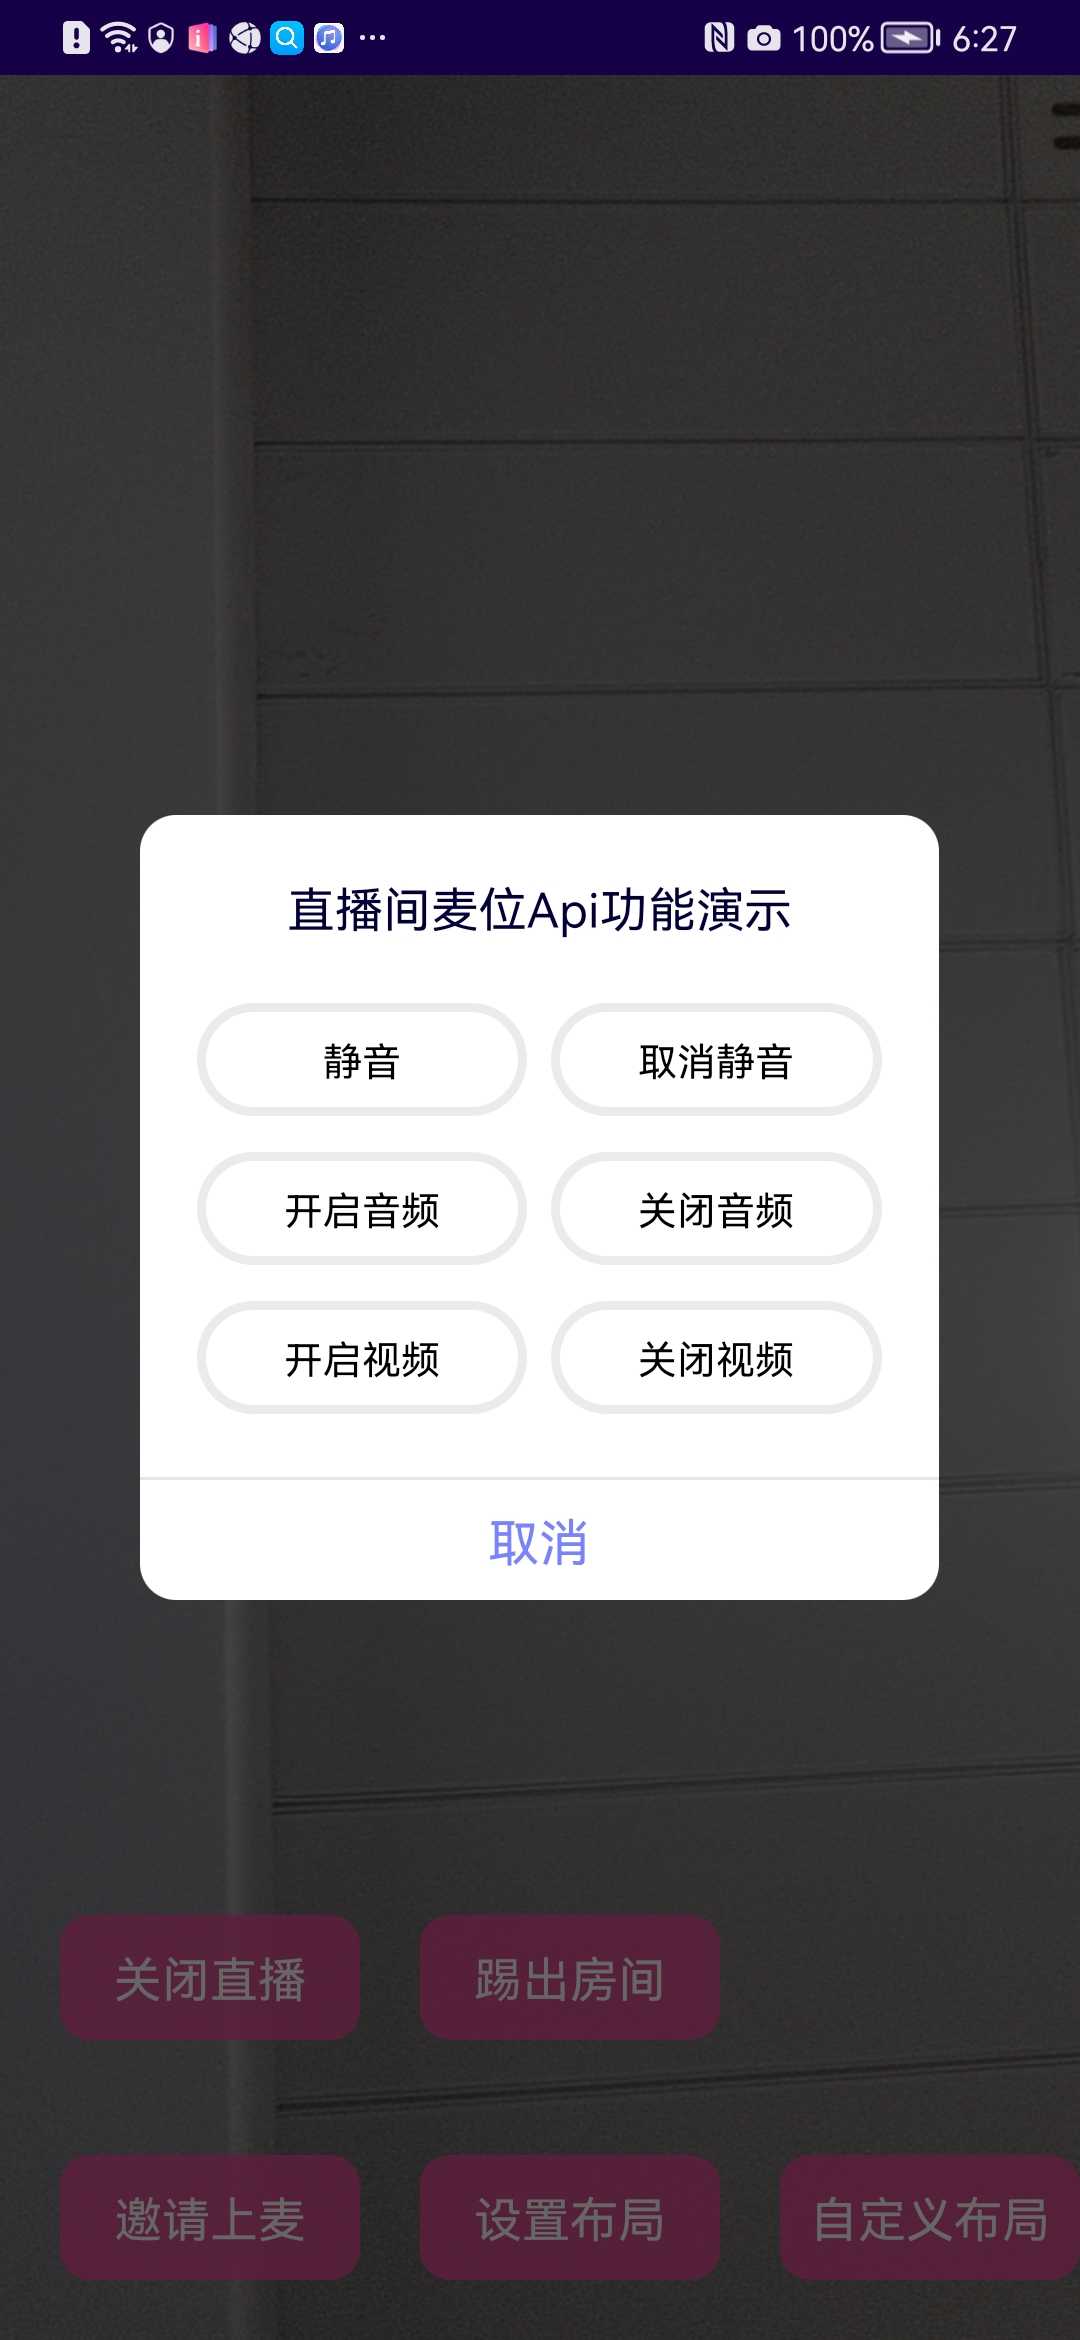 100% 6:27
直播间麦位Api功能演示
静音 取消静音
开启音频 关闭音频
开启视频 关闭视频
取消
关闭直播 踢出房间
邀请上麦 设置布局 自定义布局